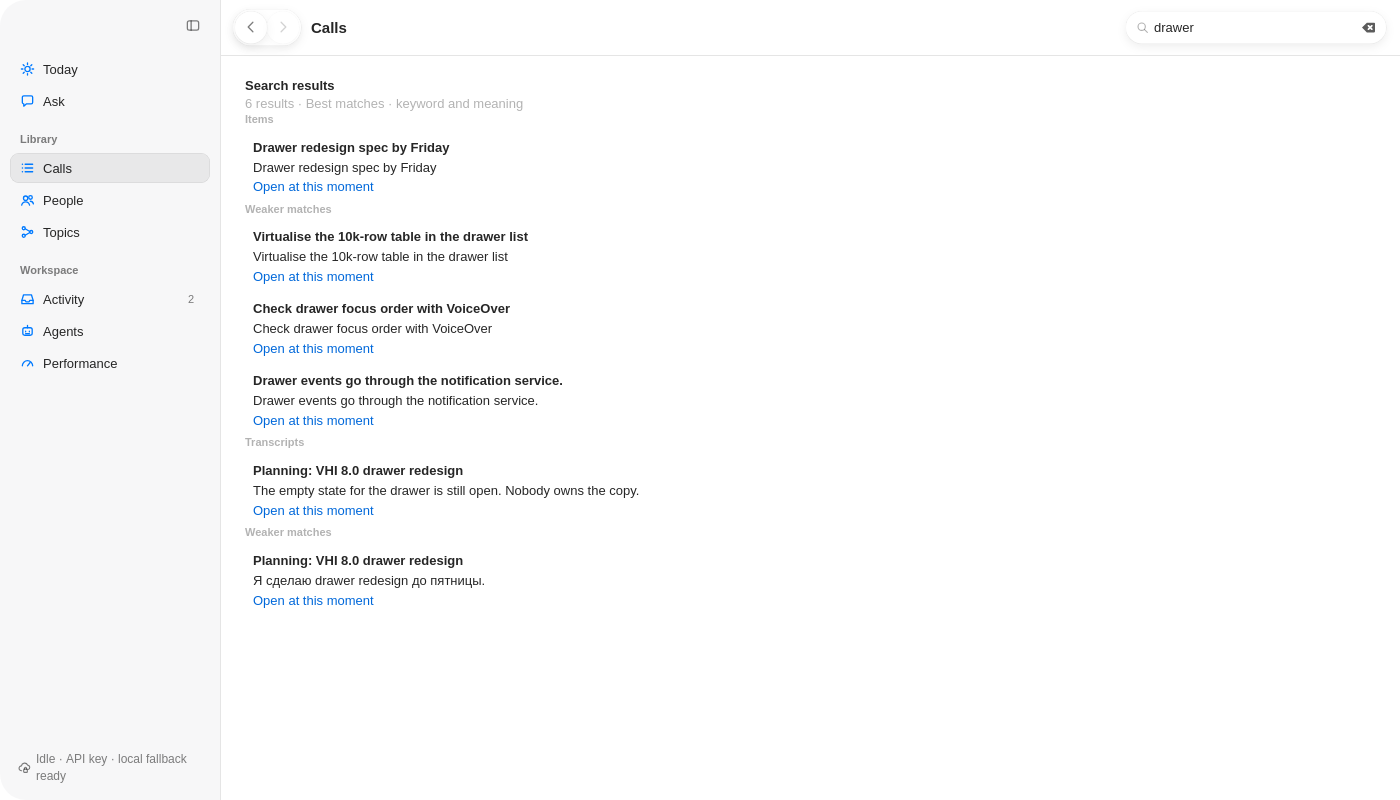 Calls
drawer
Today
Ask
Library
Calls
People
Topics
Workspace
Activity 2
Agents
Performance
Idle · API key · local fallback
ready
Search results
6 results · Best matches · keyword and meaning
Items
Drawer redesign spec by Friday
Drawer redesign spec by Friday
Open at this moment
Weaker matches
Virtualise the 10k-row table in the drawer list
Virtualise the 10k-row table in the drawer list
Open at this moment
Check drawer focus order with VoiceOver
Check drawer focus order with VoiceOver
Open at this moment
Drawer events go through the notification service.
Drawer events go through the notification service.
Open at this moment
Transcripts
Planning: VHI 8.0 drawer redesign
The empty state for the drawer is still open. Nobody owns the copy.
Open at this moment
Weaker matches
Planning: VHI 8.0 drawer redesign
Я сделаю drawer redesign до пятницы.
Open at this moment